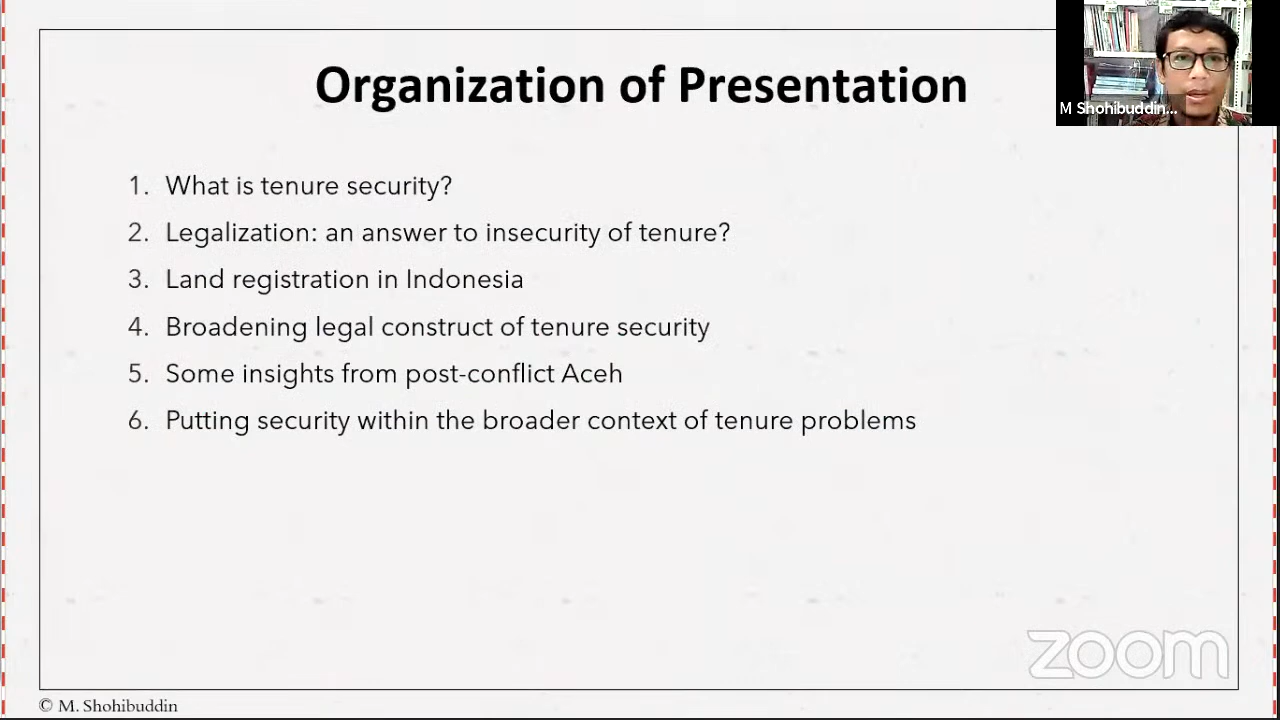 Organization of Presentation
M Shohibuddin...
1. What is tenure security?
2. Legalization: an answer to insecurity of tenure?
3. Land registration in Indonesia
4. Broadening legal construct of tenure security
5. Some insights from post-conflict Aceh
6. Putting security within the broader context of tenure problems
zoom
© M. Shohibuddin